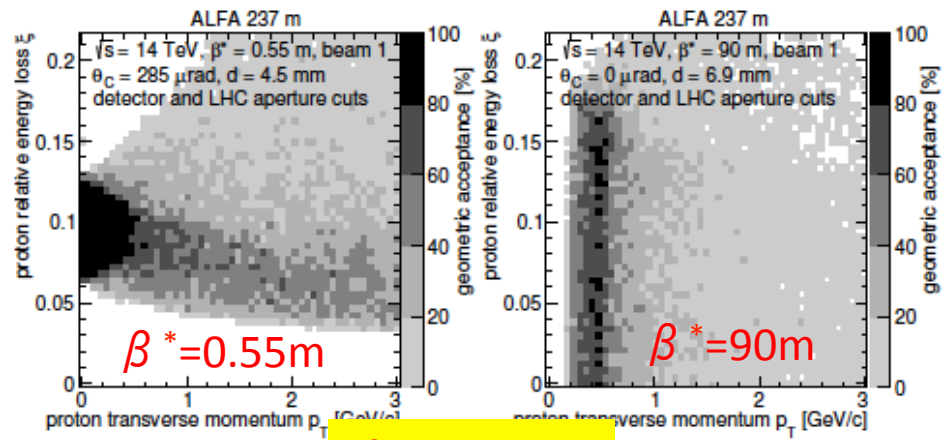 ALFA 237 m
√s = 14 TeV, β* = 0.55 m, beam 1
θC = 285 μrad, d = 4.5 mm
detector and LHC aperture cuts
proton relative energy loss ξ
0.2
0.15
0.1
0.05
0
0 1 2 3
proton transverse momentum pT [GeV/c]
β*=0.55m
100
80
60
40
20
0
geometric acceptance [%]
ALFA 237 m
√s = 14 TeV, β* = 90 m, beam 1
θC = 0 μrad, d = 6.9 mm
detector and LHC aperture cuts
proton relative energy loss ξ
0.2
0.15
0.1
0.05
0
0 1 2 3
proton transverse momentum pT [GeV/c]
β*=90m
100
80
60
40
20
0
geometric acceptance [%]